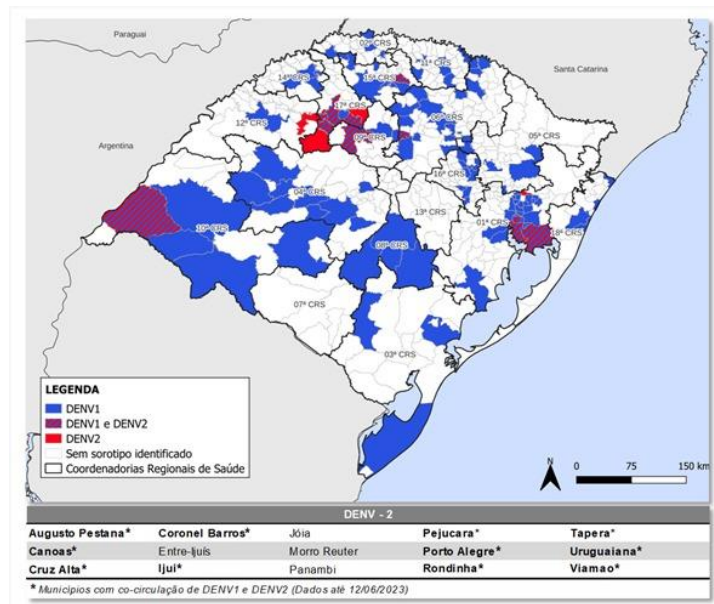 Paraguai
Santa Catarina
Argentina
02ª CRS
11ª CRS
15ª CRS
14ª CRS
17ª CRS
12ª CRS
06ª CRS
09ª CRS
05ª CRS
16ª CRS
04ª CRS
13ª CRS
01ª CRS
18ª CRS
10ª CRS
08ª CRS
07ª CRS
03ª CRS
LEGENDA
DENV1
DENV1 e DENV2
DENV2
Sem sorotipo identificado
Coordenadorias Regionais de Saúde
N
0 75 150 km
DENV - 2
Augusto Pestana* Coronel Barros* Jóia Pejucara* Tapera*
Canoas* Entre-Ijuís Morro Reuter Porto Alegre* Uruguaiana*
Cruz Alta* Ijui* Panambi Rondinha* Viamao*
* Municípios com co-circulação de DENV1 e DENV2 (Dados até 12/06/2023)